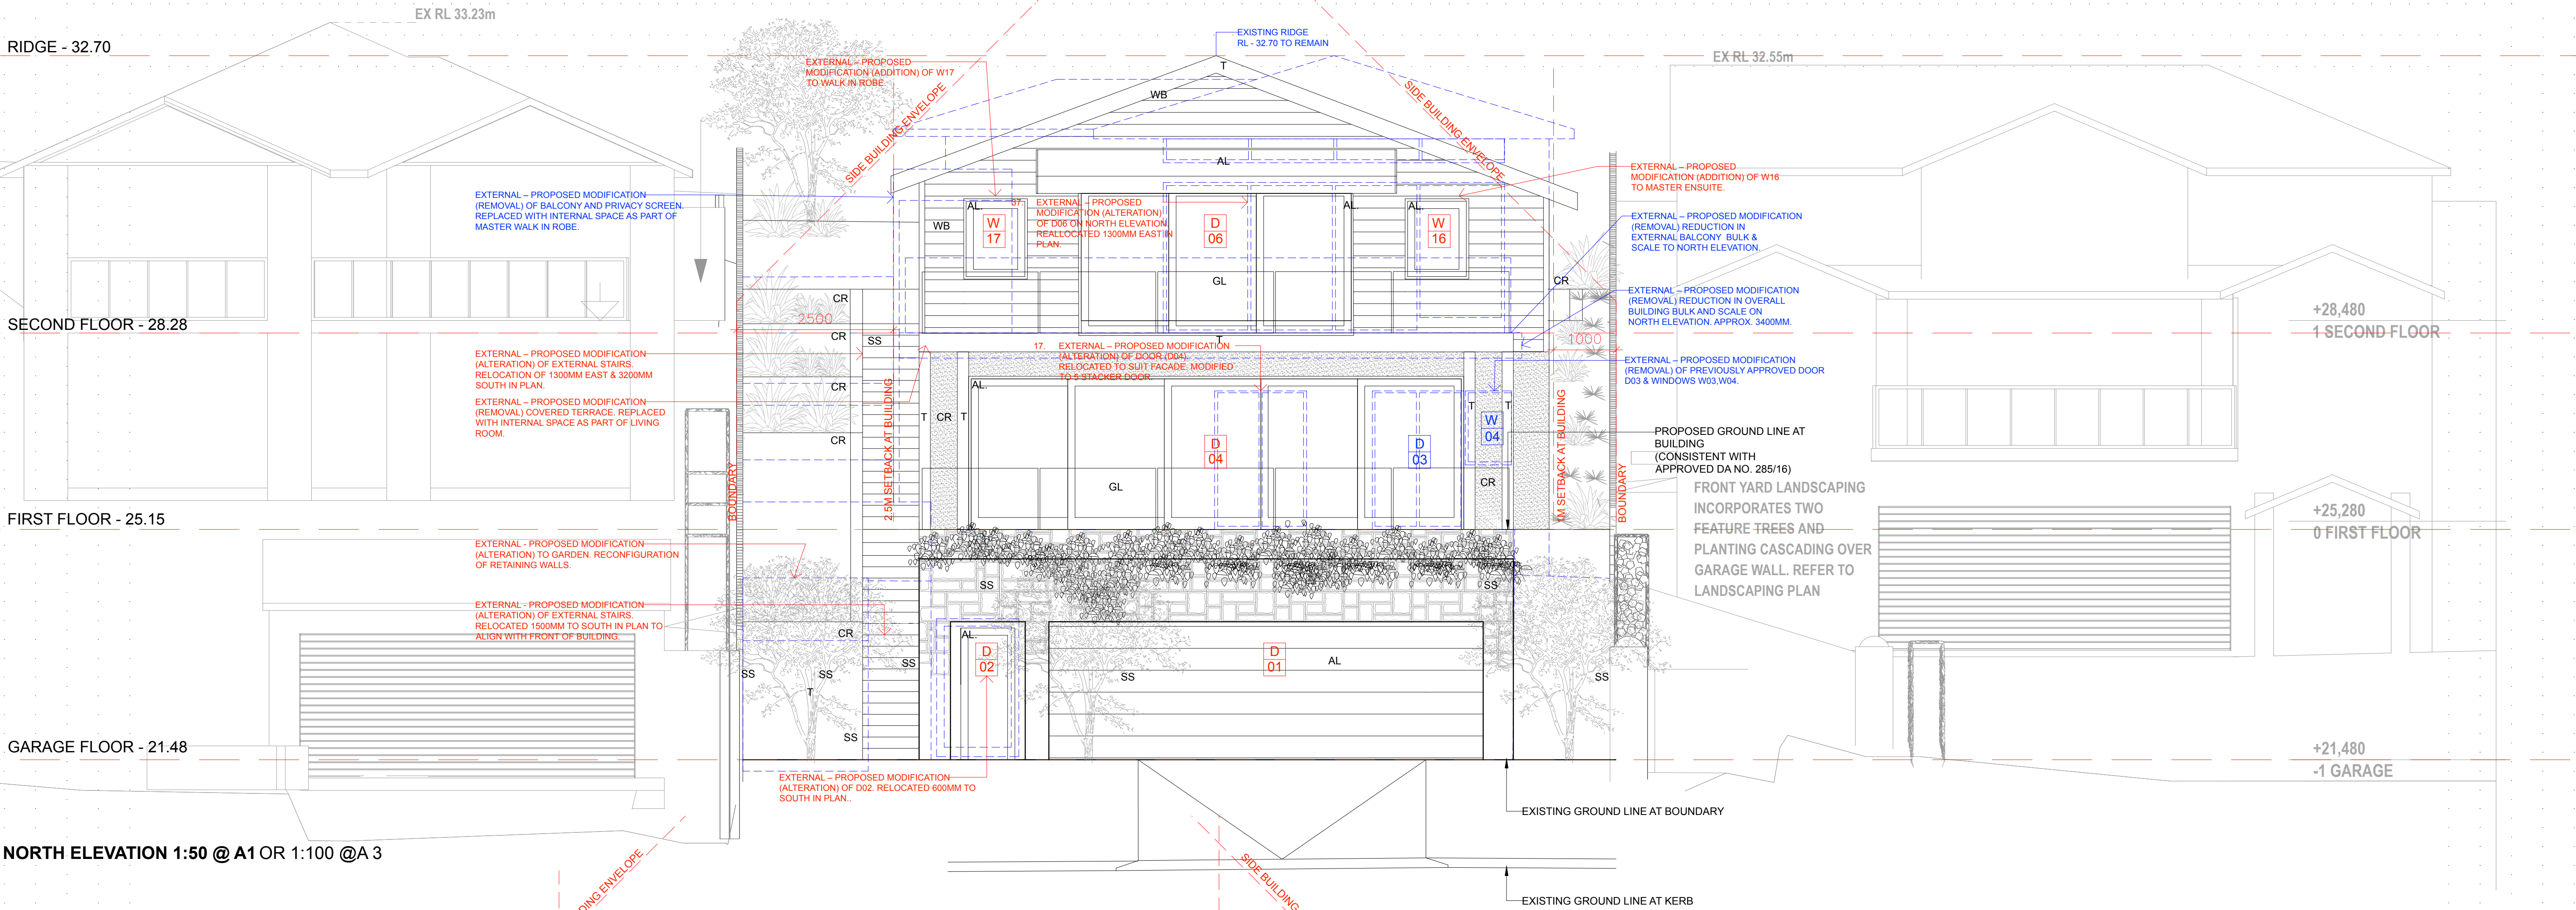 EX RL 33.23m
RIDGE - 32.70
EXISTING RIDGE
RL - 32.70 TO REMAIN
EX RL 32.55m
EXTERNAL – PROPOSED
MODIFICATION (ADDITION) OF W17
TO WALK IN ROBE.
T
WB
SIDE BUILDING ENVELOPE
SIDE BUILDING ENVELOPE
AL
EXTERNAL – PROPOSED
MODIFICATION (ADDITION) OF W16
TO MASTER ENSUITE.
EXTERNAL – PROPOSED MODIFICATION
(REMOVAL) OF BALCONY AND PRIVACY SCREEN.
REPLACED WITH INTERNAL SPACE AS PART OF
MASTER WALK IN ROBE.
WB
AL.
W
17
37. EXTERNAL – PROPOSED
MODIFICATION (ALTERATION)
OF D06 ON NORTH ELEVATION.
REALLOCATED 1300MM EAST IN
PLAN.
D
06
AL.
AL.
W
16
EXTERNAL – PROPOSED MODIFICATION
(REMOVAL) REDUCTION IN
EXTERNAL BALCONY BULK &
SCALE TO NORTH ELEVATION.
GL
CR
CR
EXTERNAL – PROPOSED MODIFICATION
(REMOVAL) REDUCTION IN OVERALL
BUILDING BULK AND SCALE ON
NORTH ELEVATION. APPROX. 3400MM.
SECOND FLOOR - 28.28
2500
CR
SS
T
1000
+28,480
1 SECOND FLOOR
EXTERNAL – PROPOSED MODIFICATION
(ALTERATION) OF EXTERNAL STAIRS.
RELOCATION OF 1300MM EAST & 3200MM
SOUTH IN PLAN.
17. EXTERNAL – PROPOSED MODIFICATION
(ALTERATION) OF DOOR (D04).
RELOCATED TO SUIT FACADE. MODIFIED
TO 5 STACKER DOOR.
EXTERNAL – PROPOSED MODIFICATION
(REMOVAL) OF PREVIOUSLY APPROVED DOOR
D03 & WINDOWS W03,W04.
CR
AL.
EXTERNAL – PROPOSED MODIFICATION
(REMOVAL) COVERED TERRACE. REPLACED
WITH INTERNAL SPACE AS PART OF LIVING
ROOM.
CR
T
CR
T
T
T
W
04
D
04
D
03
2.5M SETBACK AT BUILDING
1M SETBACK AT BUILDING
BOUNDARY
BOUNDARY
PROPOSED GROUND LINE AT
BUILDING
(CONSISTENT WITH
APPROVED DA NO. 285/16)
GL
CR
FRONT YARD LANDSCAPING
INCORPORATES TWO
FEATURE TREES AND
PLANTING CASCADING OVER
GARAGE WALL. REFER TO
LANDSCAPING PLAN
FIRST FLOOR - 25.15
+25,280
0 FIRST FLOOR
EXTERNAL - PROPOSED MODIFICATION
(ALTERATION) TO GARDEN. RECONFIGURATION
OF RETAINING WALLS.
SS
SS
EXTERNAL - PROPOSED MODIFICATION
(ALTERATION) OF EXTERNAL STAIRS.
RELOCATED 1500MM TO SOUTH IN PLAN TO
ALIGN WITH FRONT OF BUILDING.
CR
AL.
D
02
D
01
AL
SS
SS
SS
SS
SS
T
SS
GARAGE FLOOR - 21.48
+21,480
-1 GARAGE
EXTERNAL – PROPOSED MODIFICATION
(ALTERATION) OF D02. RELOCATED 600MM TO
SOUTH IN PLAN..
EXISTING GROUND LINE AT BOUNDARY
NORTH ELEVATION 1:50 @ A1 OR 1:100 @A 3
DING ENVELOPE
SIDE BUILDING
EXISTING GROUND LINE AT KERB